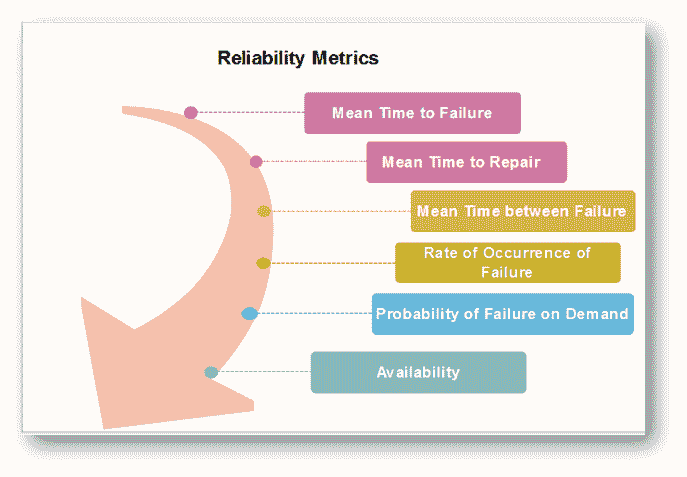 Reliability Metrics
Mean Time to Failure
Mean Time to Repair
Mean Time between Failure
Rate of Occurrence of
Failure
Probability of Failure on Demand
Availability